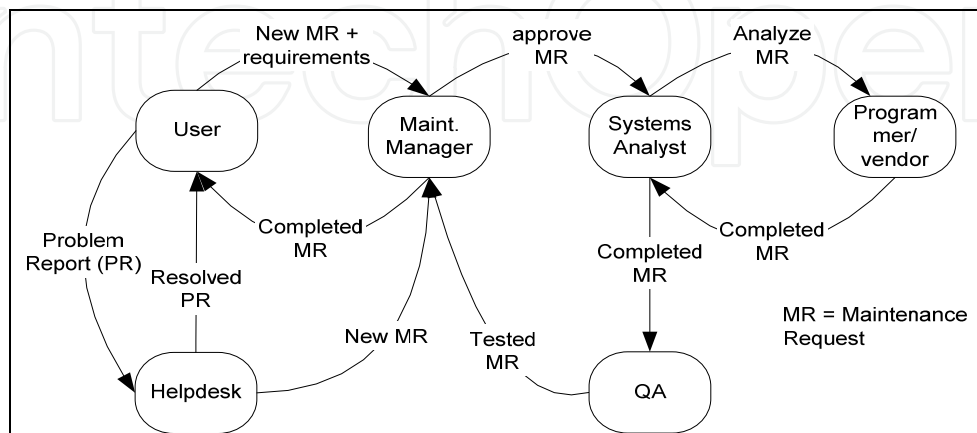 New MR +
requirements
approve
MR
Analyze
MR
User
Maint.
Manager
Systems
Analyst
Program
mer/
vendor
Problem
Report (PR)
Resolved
PR
Completed
MR
Completed
MR
Completed
MR
New MR
Tested
MR
MR = Maintenance
Request
Helpdesk
QA